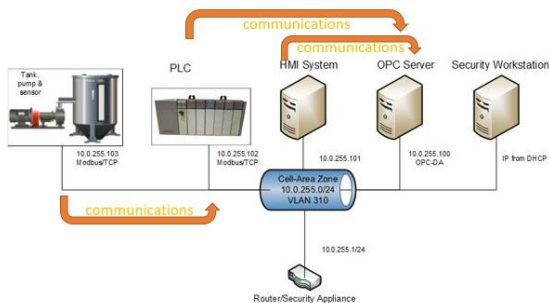 communications
communications
PLC
HMI System
OPC Server
Security Workstation
Tank,
pump &
sensor
10.0.255.103
Modbus/TCP
10.0.255.102
Modbus/TCP
10.0.255.101
10.0.255.100
OPC-DA
IP from DHCP
Cell-Area Zone
10.0.255.0/24
VLAN 310
communications
10.0.255.1/24
Router/Security Appliance